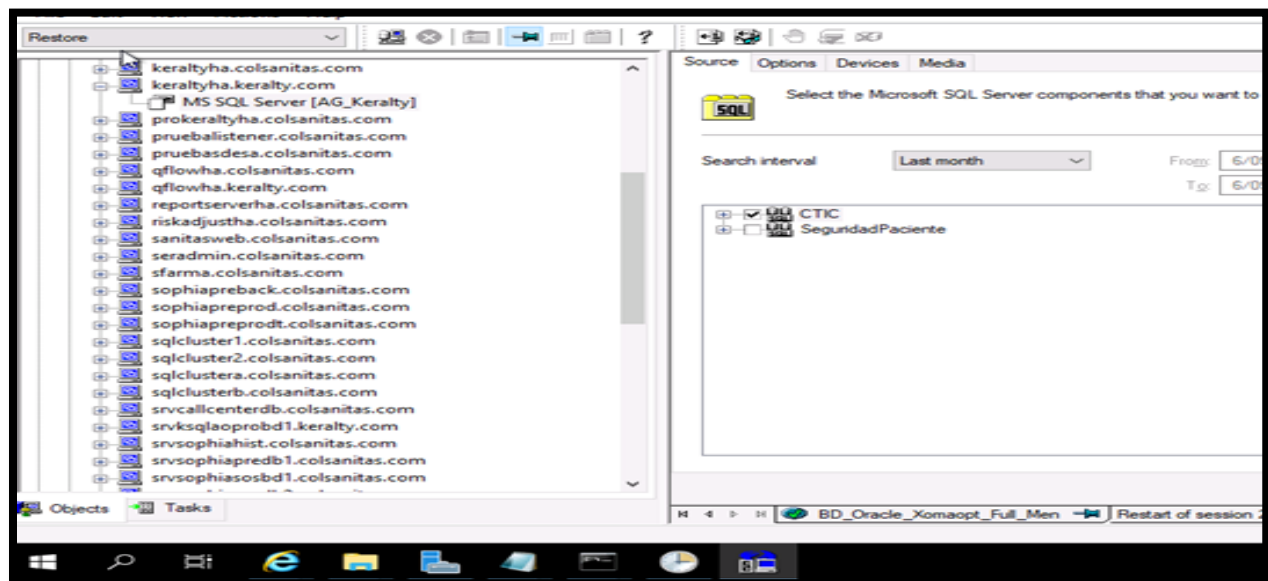 Restore
?
keraltyha.colsanitas.com
keraltyha.keralty.com
MS SQL Server [AG_Keralty]
prokeraltyha.colsanitas.com
pruebalistener.colsanitas.com
pruebasdesa.colsanitas.com
qflowha.colsanitas.com
qflowha.keralty.com
reportserverha.colsanitas.com
riskadjustha.colsanitas.com
sanitasweb.colsanitas.com
seradmin.colsanitas.com
sfarma.colsanitas.com
sophiapreback.colsanitas.com
sophiapreprod.colsanitas.com
sophiapreprodt.colsanitas.com
sqlcluster1.colsanitas.com
sqlcluster2.colsanitas.com
sqlclustera.colsanitas.com
sqlclusterb.colsanitas.com
srvcallcenterdb.colsanitas.com
srvksqlaoprobd1.keralty.com
srvsophiahist.colsanitas.com
srvsophiapredb1.colsanitas.com
srvsophiasosbd1.colsanitas.com
Objects Tasks
Source Options Devices Media
SQL
Select the Microsoft SQL Server components that you want to
Search interval Last month From: 6/0
To: 6/0
CTIC
SeguridadPaciente
BD_Oracle_Xomaopt_Full_Men Restart of session